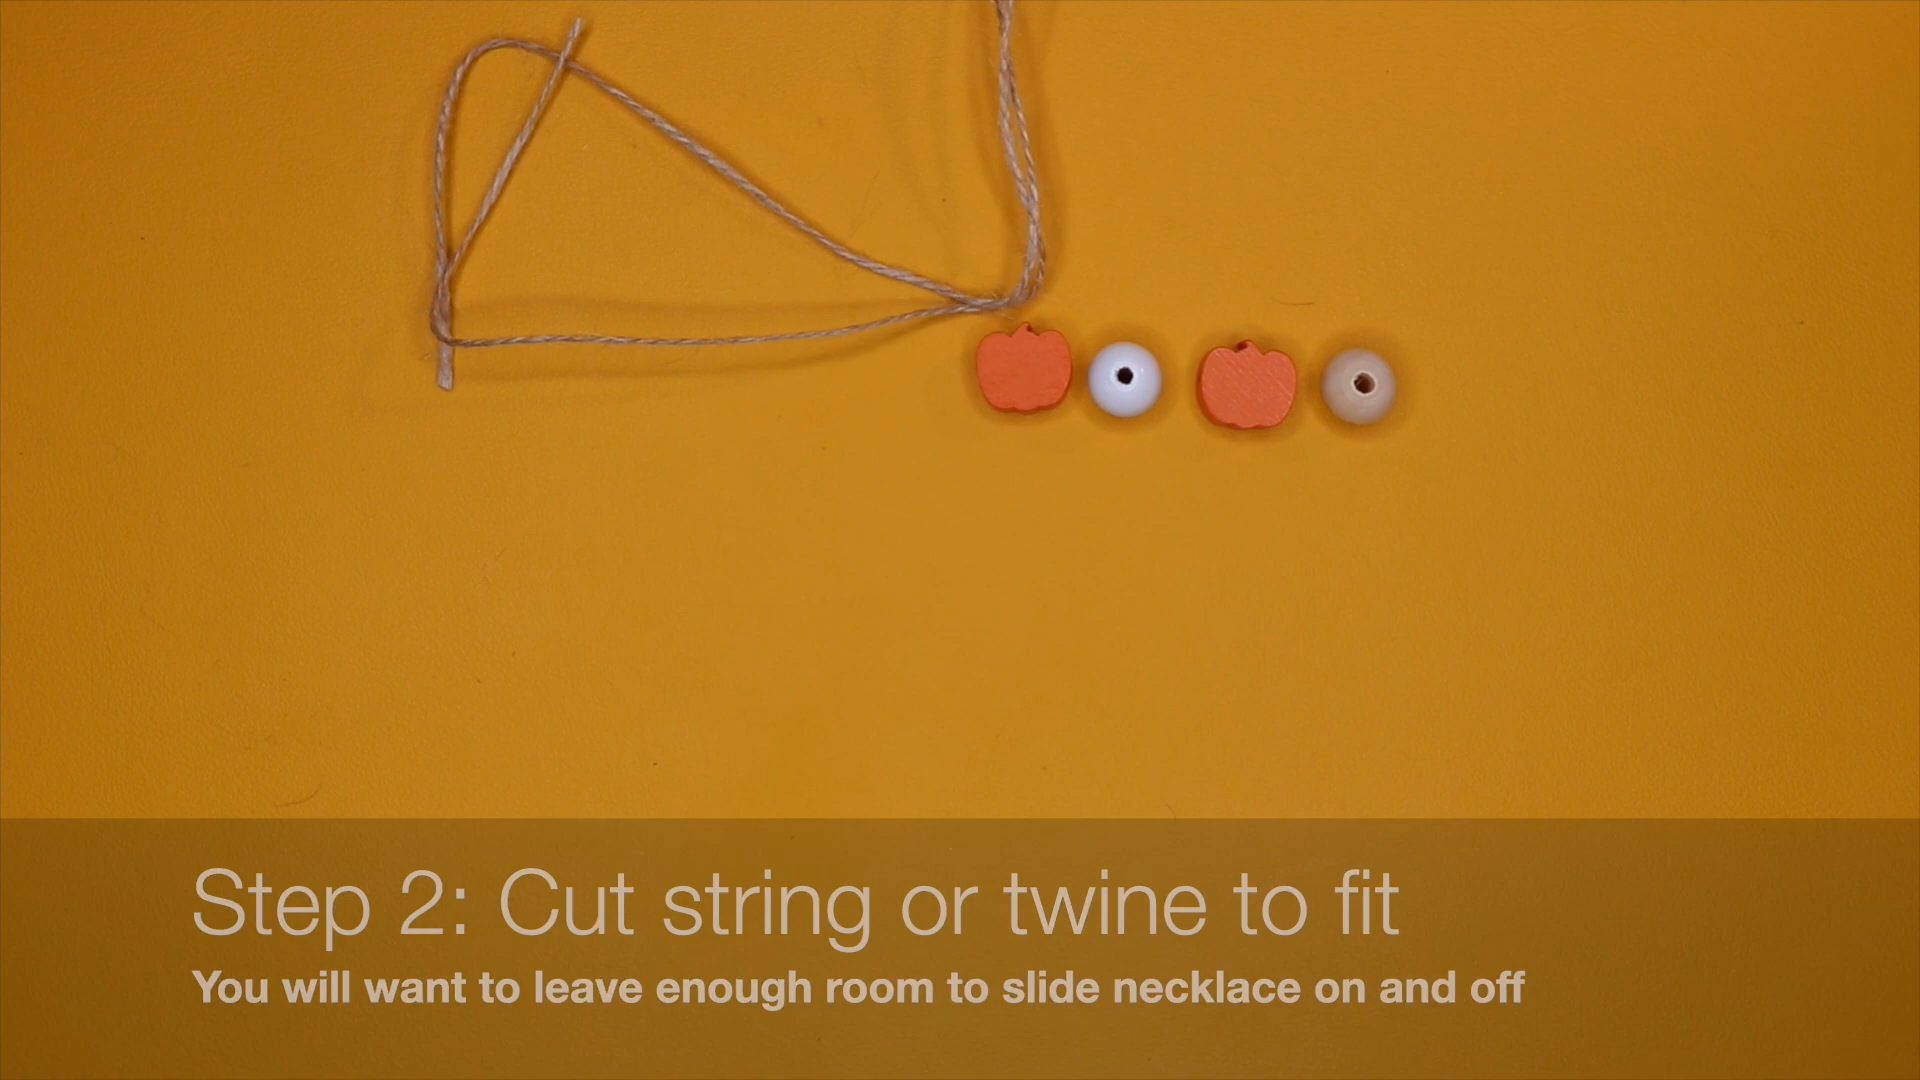 Step 2: Cut string or twine to fit
You will want to leave enough room to slide necklace on and off